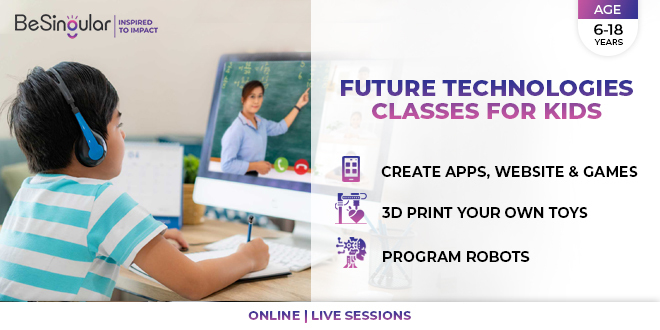 BeSingular
INSPIRED
TO IMPACT
AGE
6-18
YEARS
FUTURE TECHNOLOGIES
CLASSES FOR KIDS
CREATE APPS, WEBSITE & GAMES
3D PRINT YOUR OWN TOYS
PROGRAM ROBOTS
ONLINE | LIVE SESSIONS